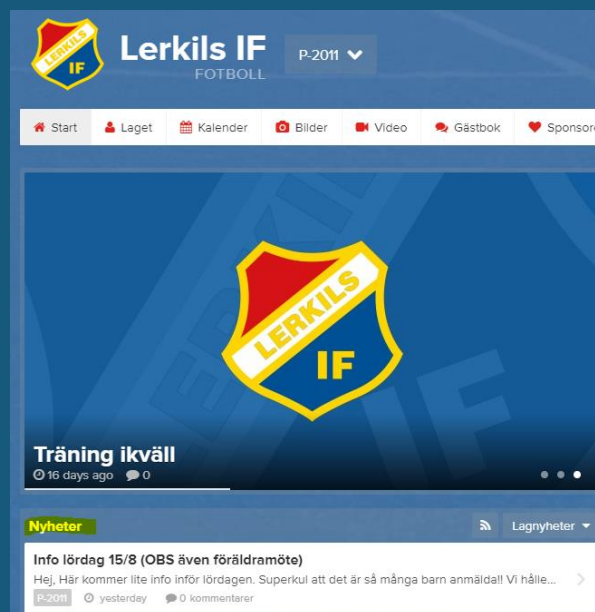 LERKILS
IF
Lerkils IF
FOTBOLL
P-2011
Start Laget Kalender Bilder Video Gästbok Sponsor
LERKILS
IF
LERKILS
IF
Träning ikväll
16 days ago 0
Nyheter Lagnyheter
Info lördag 15/8 (OBS även föräldramöte)
Hej, Här kommer lite info inför lördagen. Superkul att det är så många barn anmälda!! Vi hålle...
P-2011 yesterday 0 kommentarer